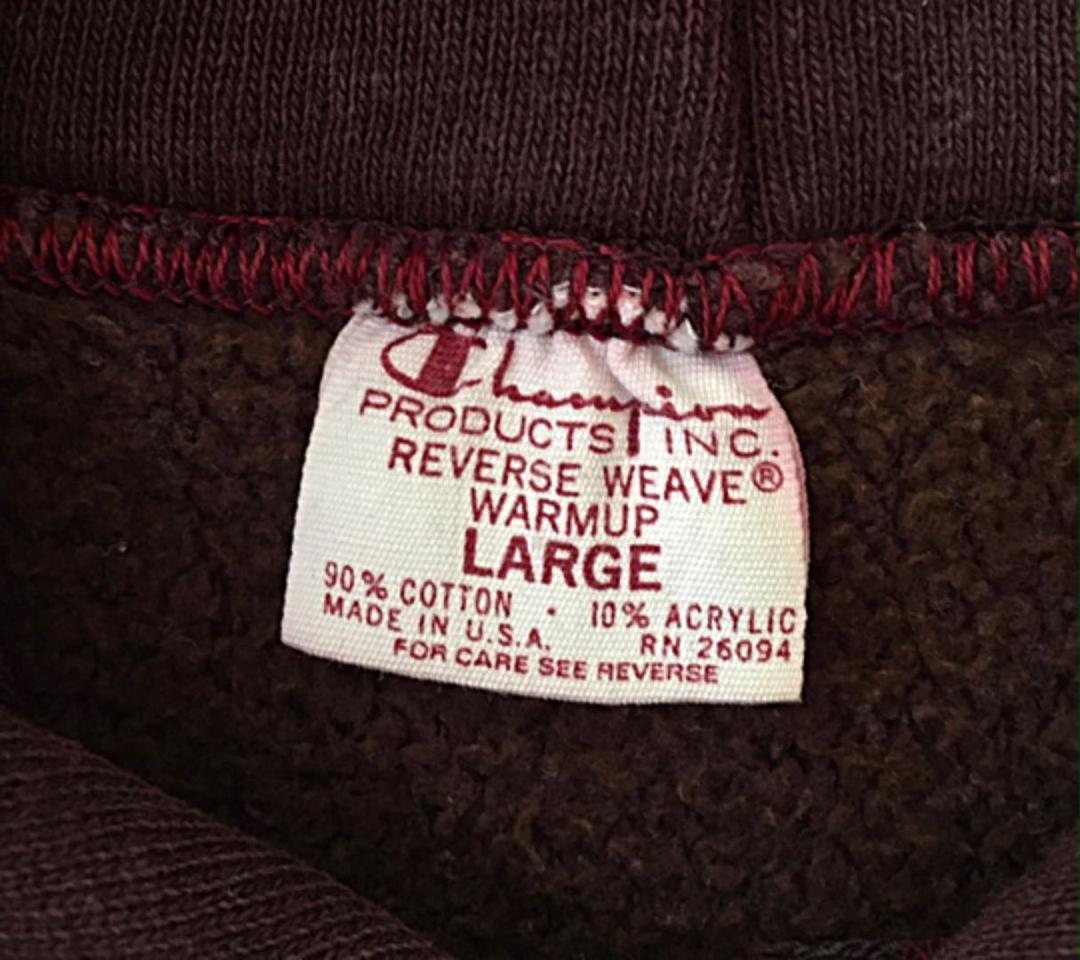 Champion
PRODUCTS INC.
REVERSE WEAVE®
WARMUP
LARGE
90% COTTON · 10% ACRYLIC
MADE IN U.S.A. RN 26094
FOR CARE SEE REVERSE